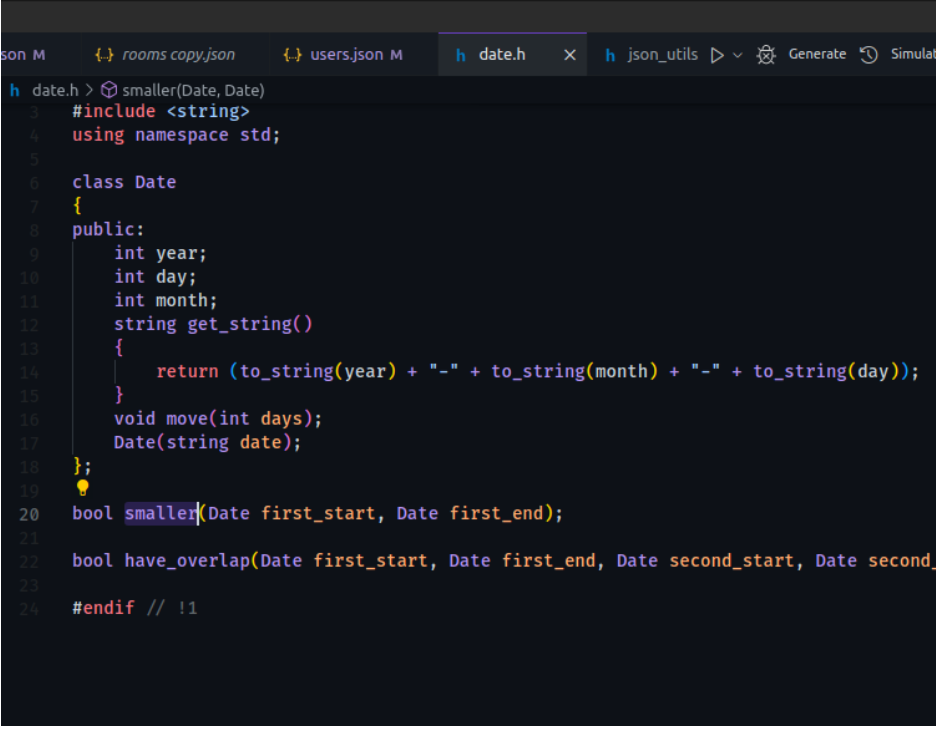 son M {..} rooms copy.json {..} users.json M h date.h × h json_utils Generate Simulat
h date.h > smaller(Date, Date)
3 #include <string>
4 using namespace std;
5
6 class Date
7 {
8 public:
9 int year;
10 int day;
11 int month;
12 string get_string()
13 {
14 return (to_string(year) + "-" + to_string(month) + "-" + to_string(day));
15 }
16 void move(int days);
17 Date(string date);
18 };
19
20 bool smaller(Date first_start, Date first_end);
21
22 bool have_overlap(Date first_start, Date first_end, Date second_start, Date second_
23
24 #endif // !1